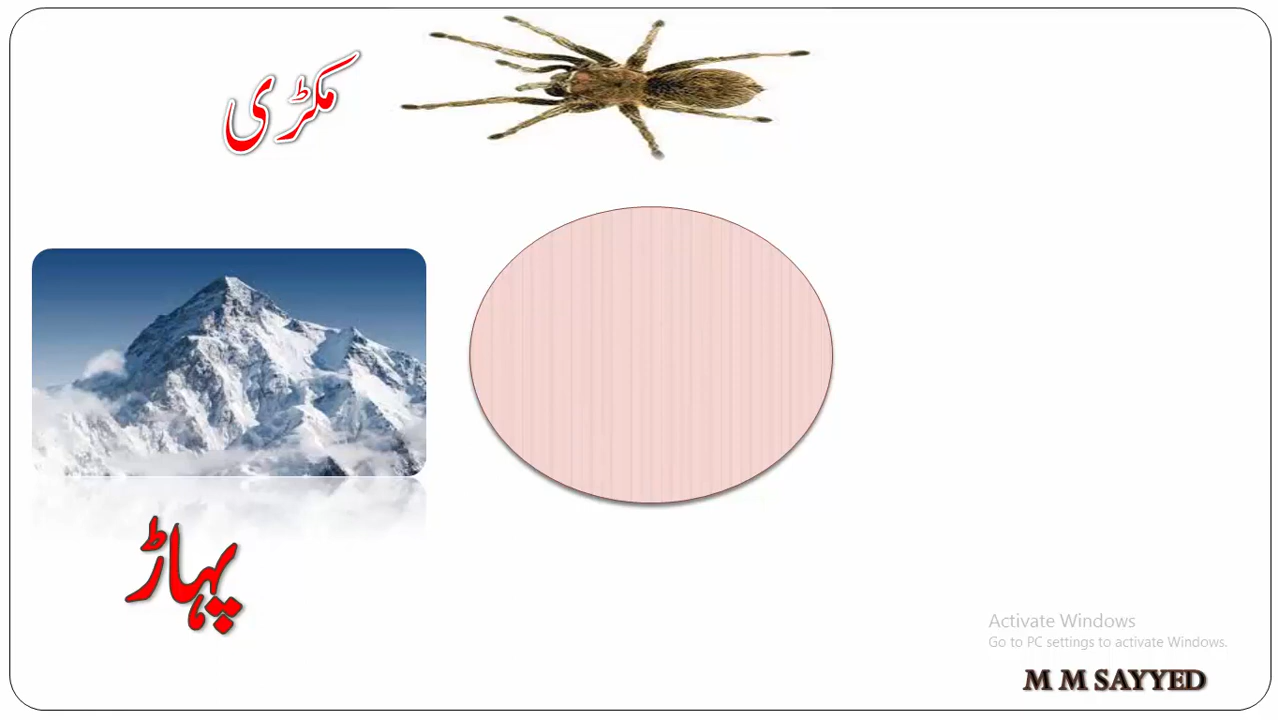 مکڑی
پہاڑ
Activate Windows
Go to PC settings to activate Windows.
M M SAYYED